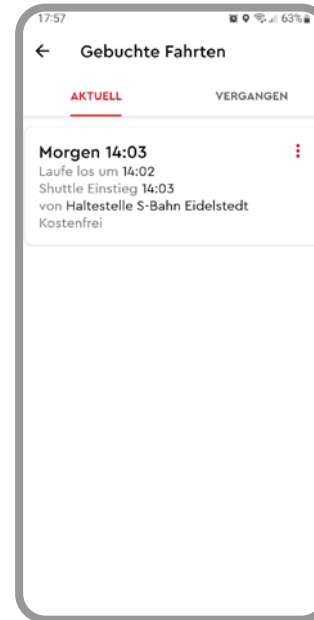 17:57 63%
Gebuchte Fahrten
AKTUELL VERGANGEN
Morgen 14:03
Laufe los um 14:02
Shuttle Einstieg 14:03
von Haltestelle S-Bahn Eidelstedt
Kostenfrei